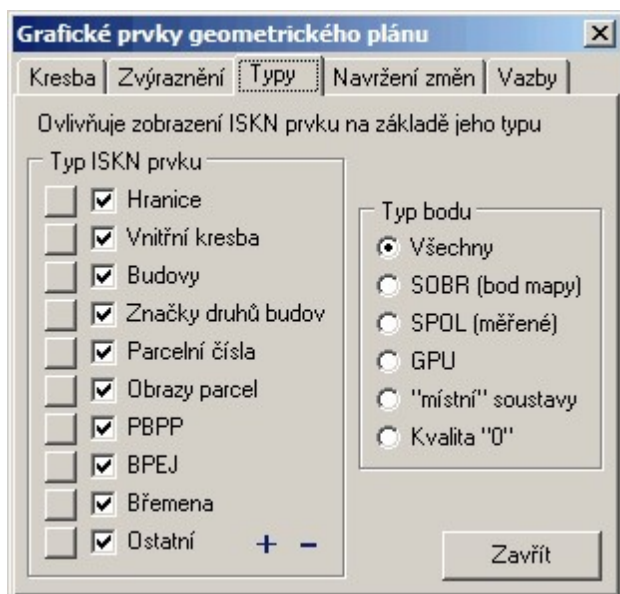 Grafické prvky geometrického plánu
Kresba Zvýraznění Typy Navržení změn Vazby
Ovlivňuje zobrazení ISKN prvku na základě jeho typu
Typ ISKN prvku
Hranice
Vnitřní kresba
Budovy
Značky druhů budov
Parcelní čísla
Obrazy parcel
PBPP
BPEJ
Břemena
Ostatní + -
Typ bodu
Všechny
SOBR (bod mapy)
SPOL (měřené)
GPU
"místní" soustavy
Kvalita "0"
Zavřít